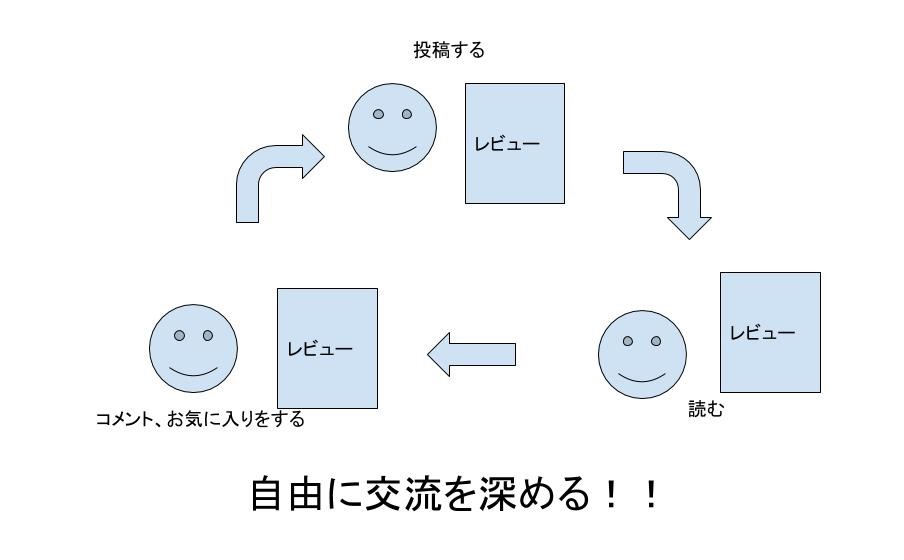 投稿する
レビュー
レビュー
読む
レビュー
コメント、お気に入りをする
自由に交流を深める！！